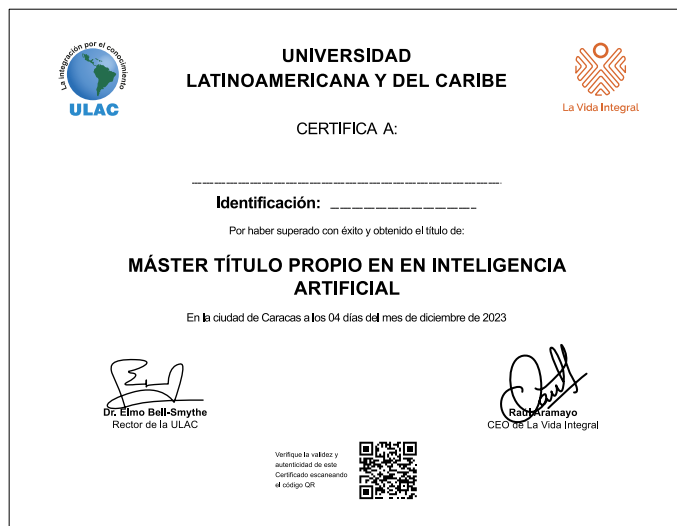 La integración por el conocimiento
ULAC
UNIVERSIDAD
LATINOAMERICANA Y DEL CARIBE
La Vida Integral
CERTIFICA A:
Identificación:
Por haber superado con éxito y obtenido el título de:
MÁSTER TÍTULO PROPIO EN EN INTELIGENCIA
ARTIFICIAL
En la ciudad de Caracas a los 04 días del mes de diciembre de 2023
Dr. Elmo Bell-Smythe
Rector de la ULAC
Raúl Aramayo
CEO de La Vida Integral
Verifique la validez y
autenticidad de este
Certificado escaneando
el código QR